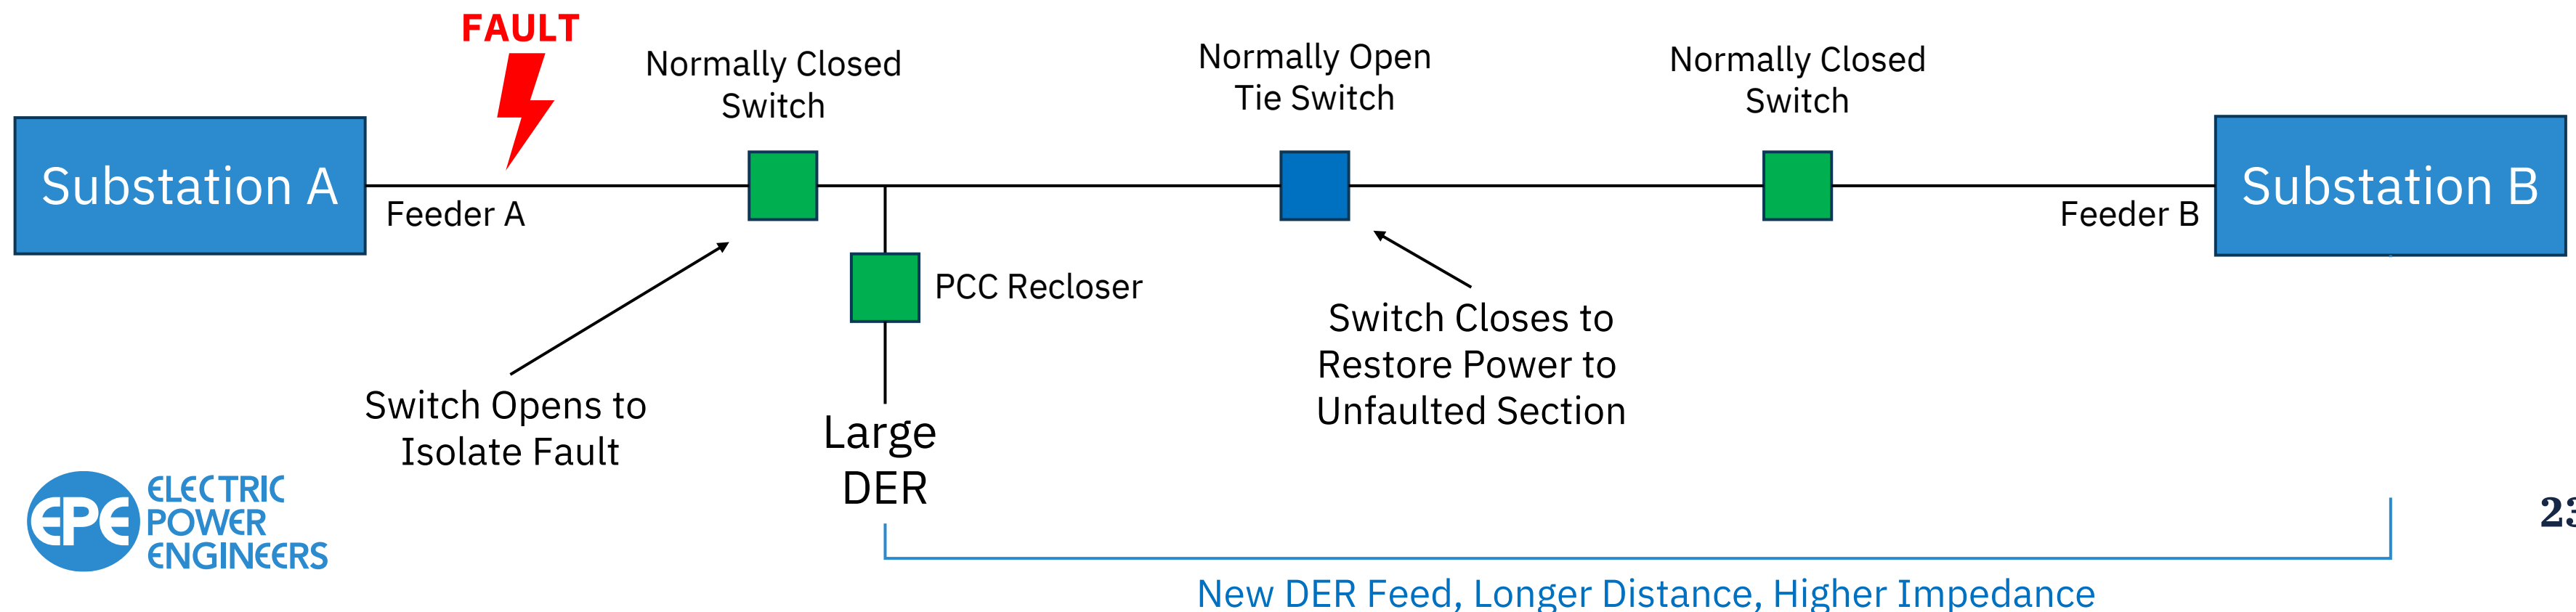 FAULT
Normally Closed
Switch
Normally Open
Tie Switch
Normally Closed
Switch
Substation A
Feeder A
Feeder B
Substation B
PCC Recloser
Switch Opens to
Isolate Fault
Large
DER
Switch Closes to
Restore Power to
Unfaulted Section
EPE
ELECTRIC
POWER
ENGINEERS
23
New DER Feed, Longer Distance, Higher Impedance